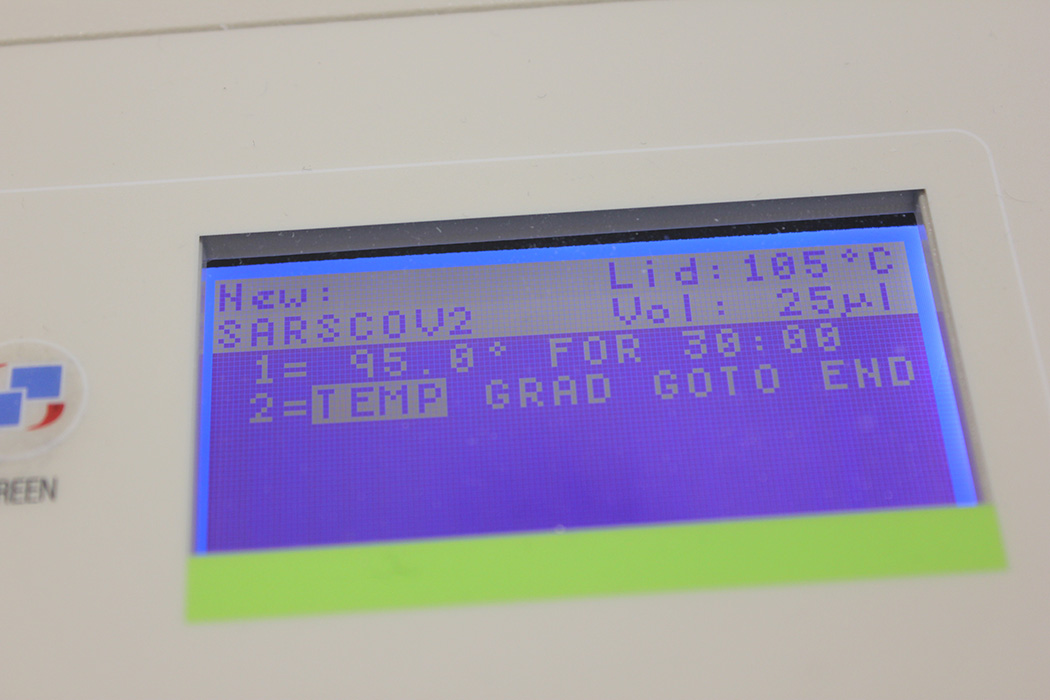 New: Lid:105°C
SARSCOV2 Vol: 25µl
1= 95.0° FOR 30:00
2=TEMP GRAD GOTO END
REEN